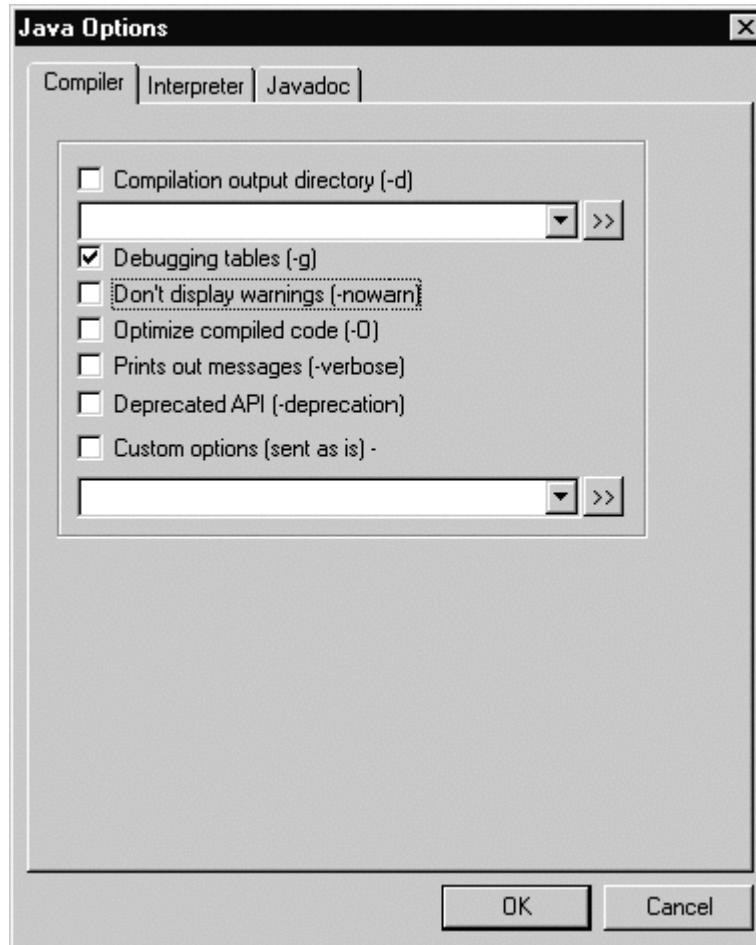 Java Options
Compiler Interpreter Javadoc
Compilation output directory (-d)
>>
Debugging tables (-g)
Don't display warnings (-nowarn)
Optimize compiled code (-O)
Prints out messages (-verbose)
Deprecated API (-deprecation)
Custom options (sent as is) -
>>
OK Cancel